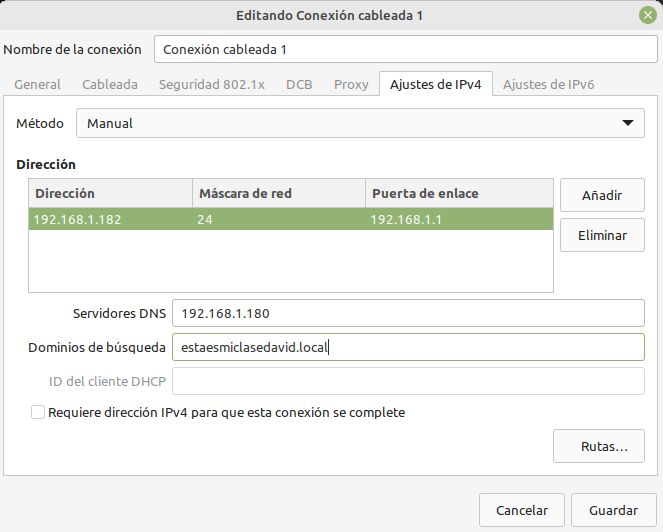 Editando Conexión cableada 1
Nombre de la conexión Conexión cableada 1
General Cableada Seguridad 802.1x DCB Proxy Ajustes de IPv4 Ajustes de IPv6
Método Manual
Dirección
Dirección Máscara de red Puerta de enlace Añadir
192.168.1.182 24 192.168.1.1
Eliminar
Servidores DNS 192.168.1.180
Dominios de búsqueda estaesmiclasedavid.local
ID del cliente DHCP
Requiere dirección IPv4 para que esta conexión se complete
Rutas...
Cancelar Guardar